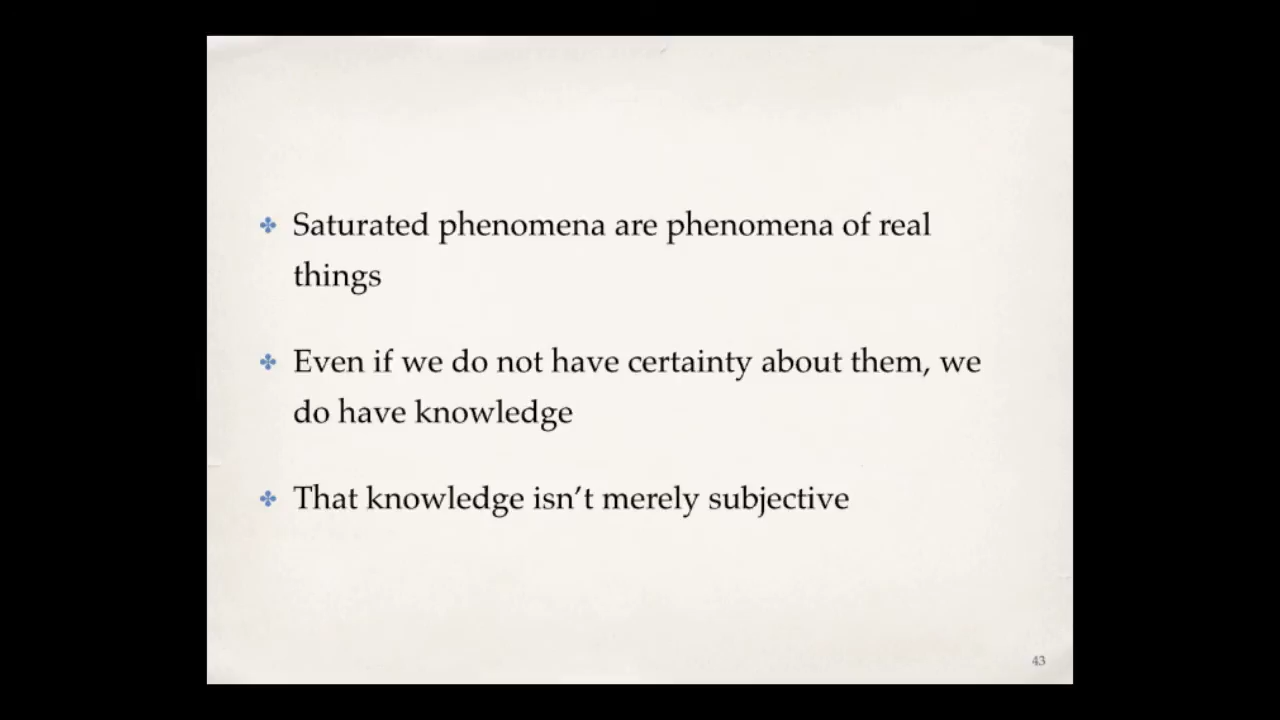 Saturated phenomena are phenomena of real
things
Even if we do not have certainty about them, we
do have knowledge
That knowledge isn’t merely subjective
43